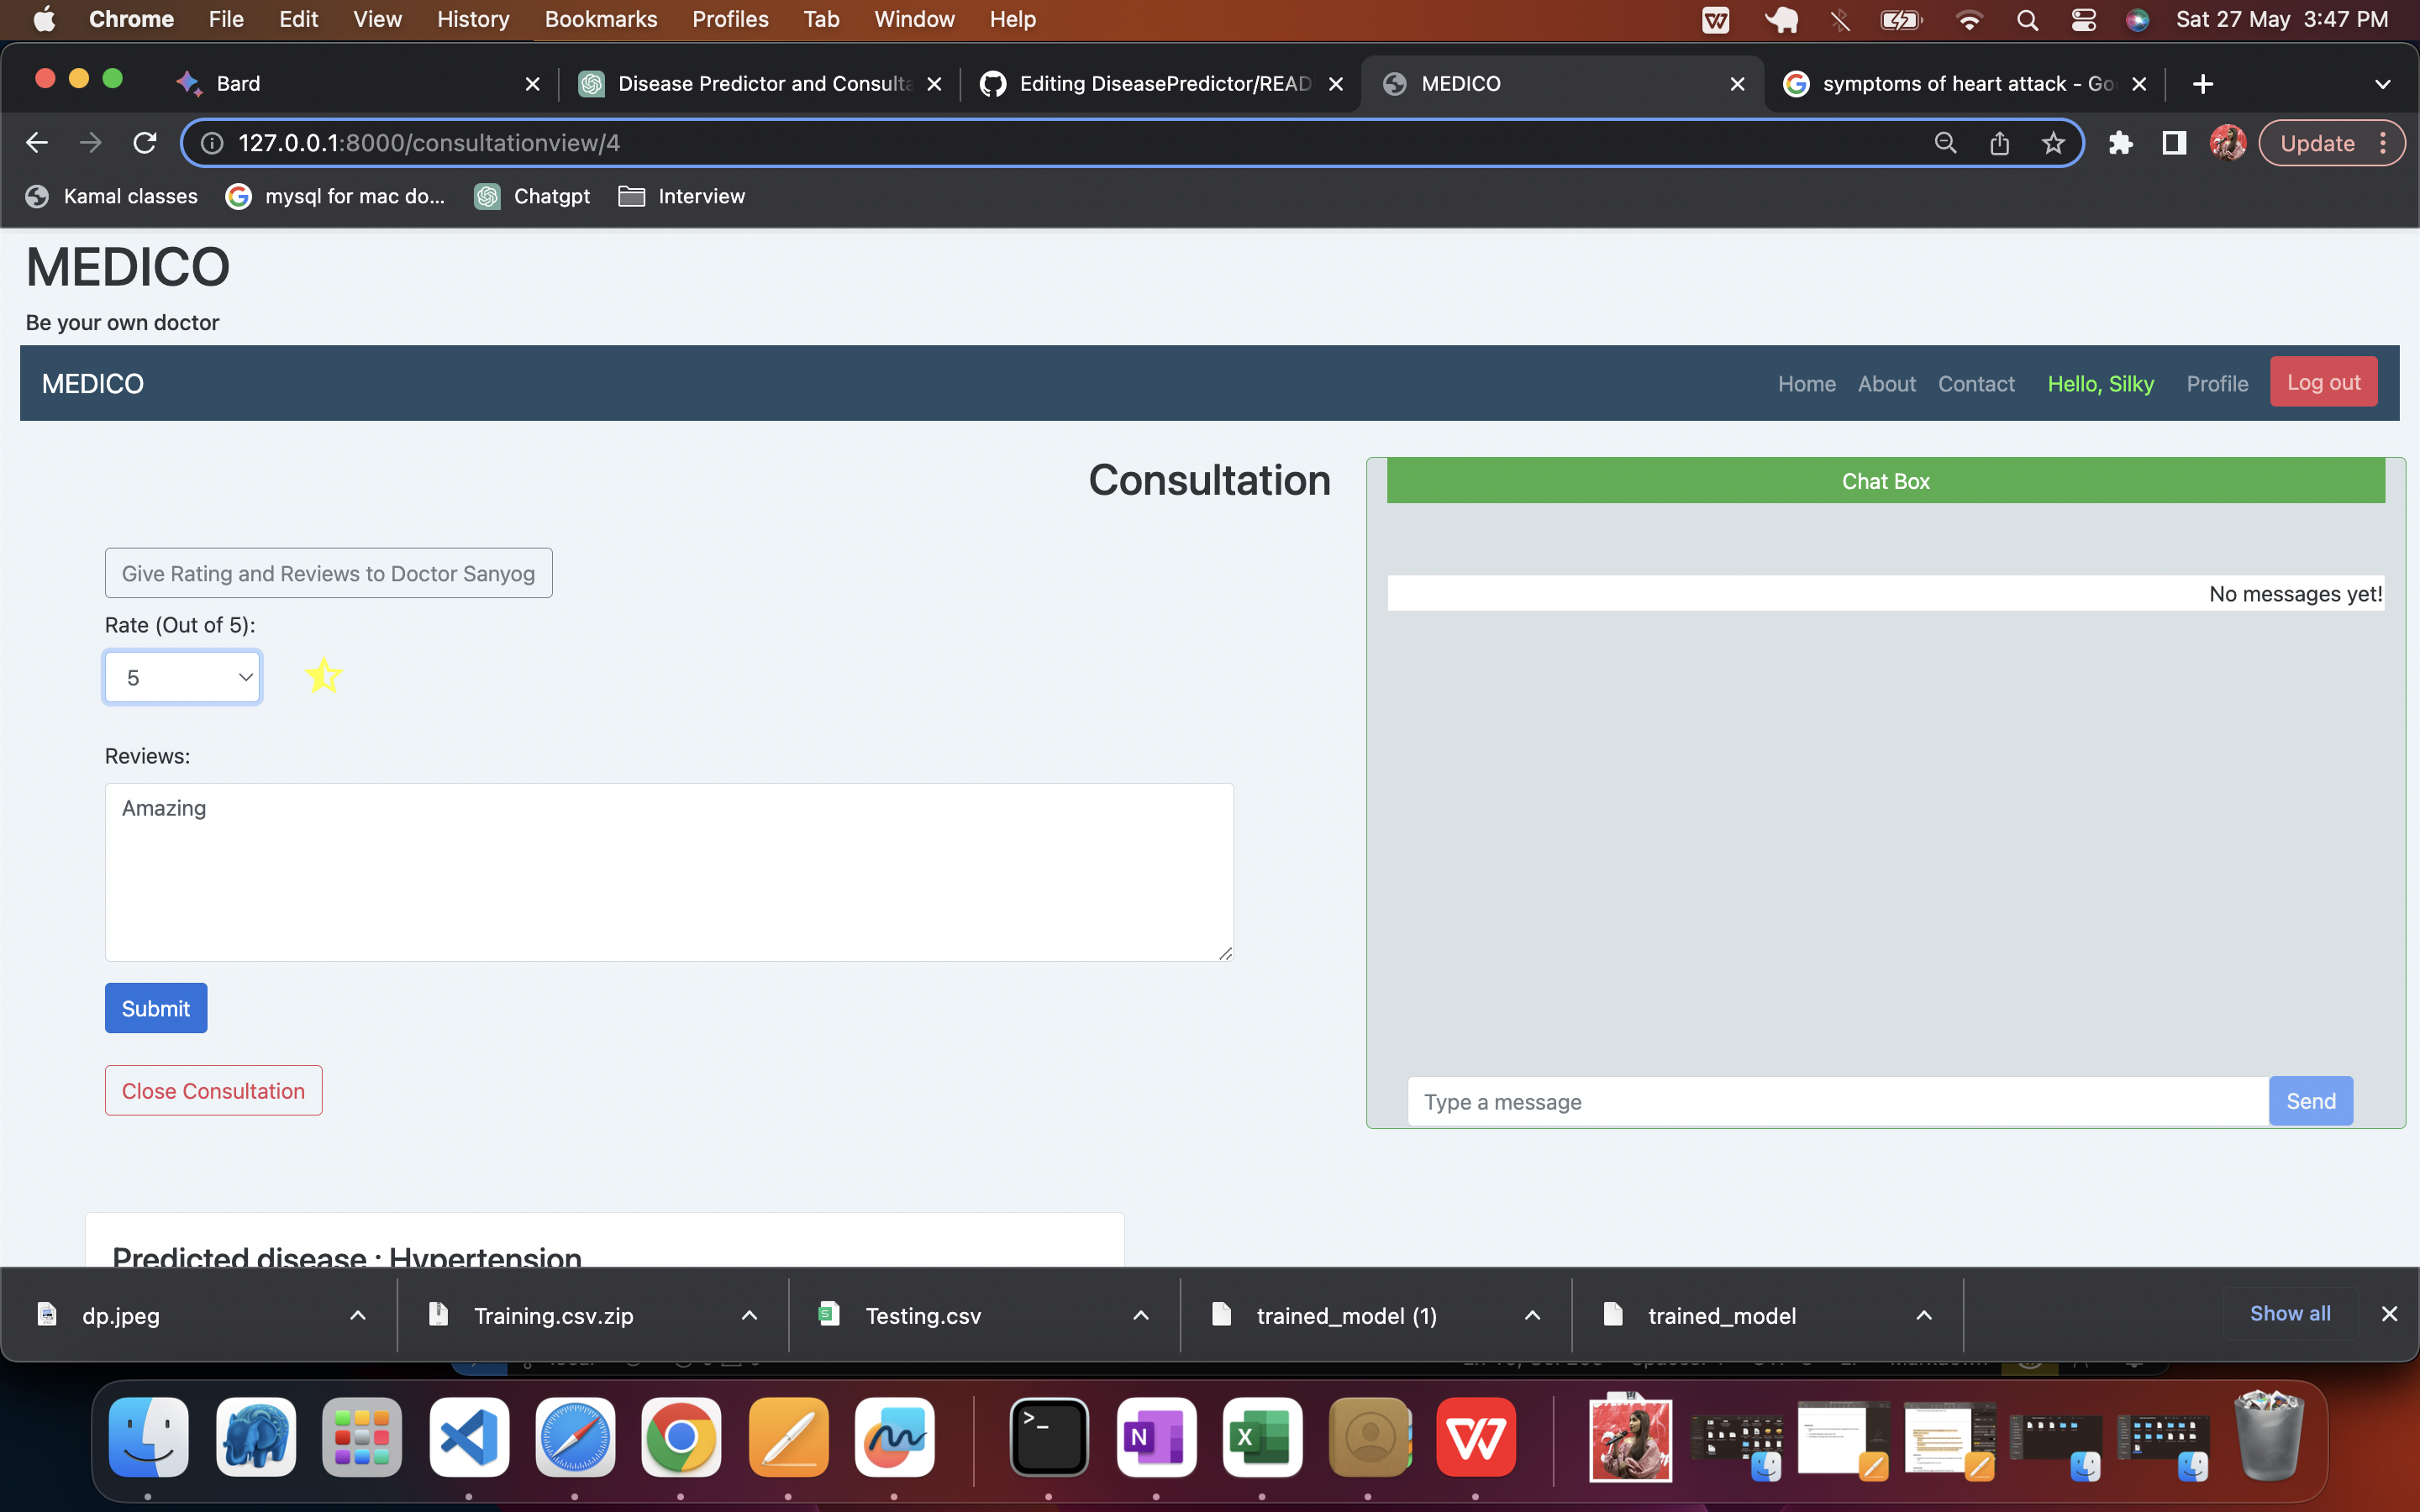 Chrome File Edit View History Bookmarks Profiles Tab Window Help Sat 27 May 3:47 PM
Bard Disease Predictor and Consulta Editing DiseasePredictor/READ MEDICO symptoms of heart attack - Go
127.0.0.1:8000/consultationview/4 Update
Kamal classes mysql for mac do... Chatgpt Interview
MEDICO
Be your own doctor
MEDICO Home About Contact Hello, Silky Profile Log out
Consultation
Give Rating and Reviews to Doctor Sanyog
Rate (Out of 5):
5
Reviews:
Amazing
Submit
Close Consultation
Chat Box
No messages yet!
Type a message Send
Predicted disease : Hypertension
dp.jpeg Training.csv.zip Testing.csv trained_model (1) trained_model Show all